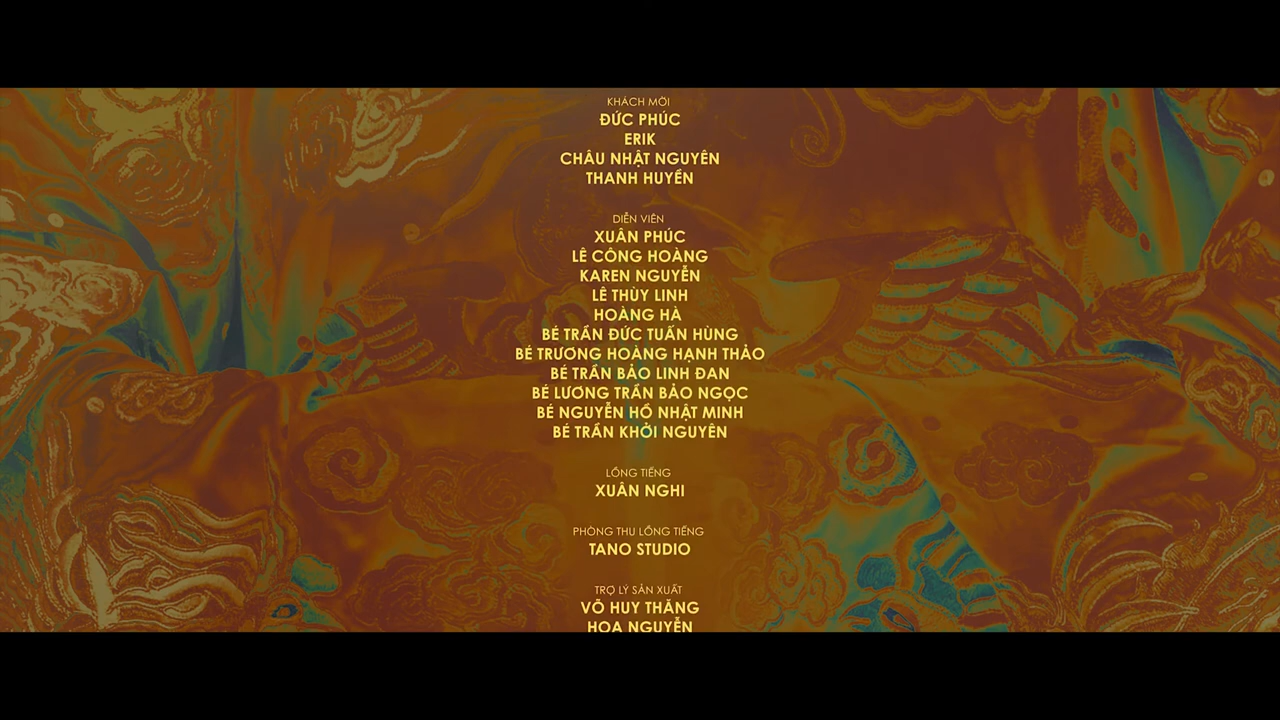 KHÁCH MỜI
ĐỨC PHÚC
ERIK
CHÂU NHẬT NGUYÊN
THANH HUYỀN
DIỄN VIÊN
XUÂN PHÚC
LÊ CÔNG HOÀNG
KAREN NGUYỄN
LÊ THÙY LINH
HOÀNG HÀ
BÉ TRẦN ĐỨC TUẤN HÙNG
BÉ TRƯƠNG HOÀNG HẠNH THẢO
BÉ TRẦN BẢO LINH ĐAN
BÉ LƯƠNG TRẦN BẢO NGỌC
BÉ NGUYỄN HỒ NHẬT MINH
BÉ TRẦN KHỞI NGUYÊN
LỒNG TIẾNG
XUÂN NGHI
PHÒNG THU LỒNG TIẾNG
TANO STUDIO
TRỢ LÝ SẢN XUẤT
VÕ HUY THĂNG
HOA NGUYỄN